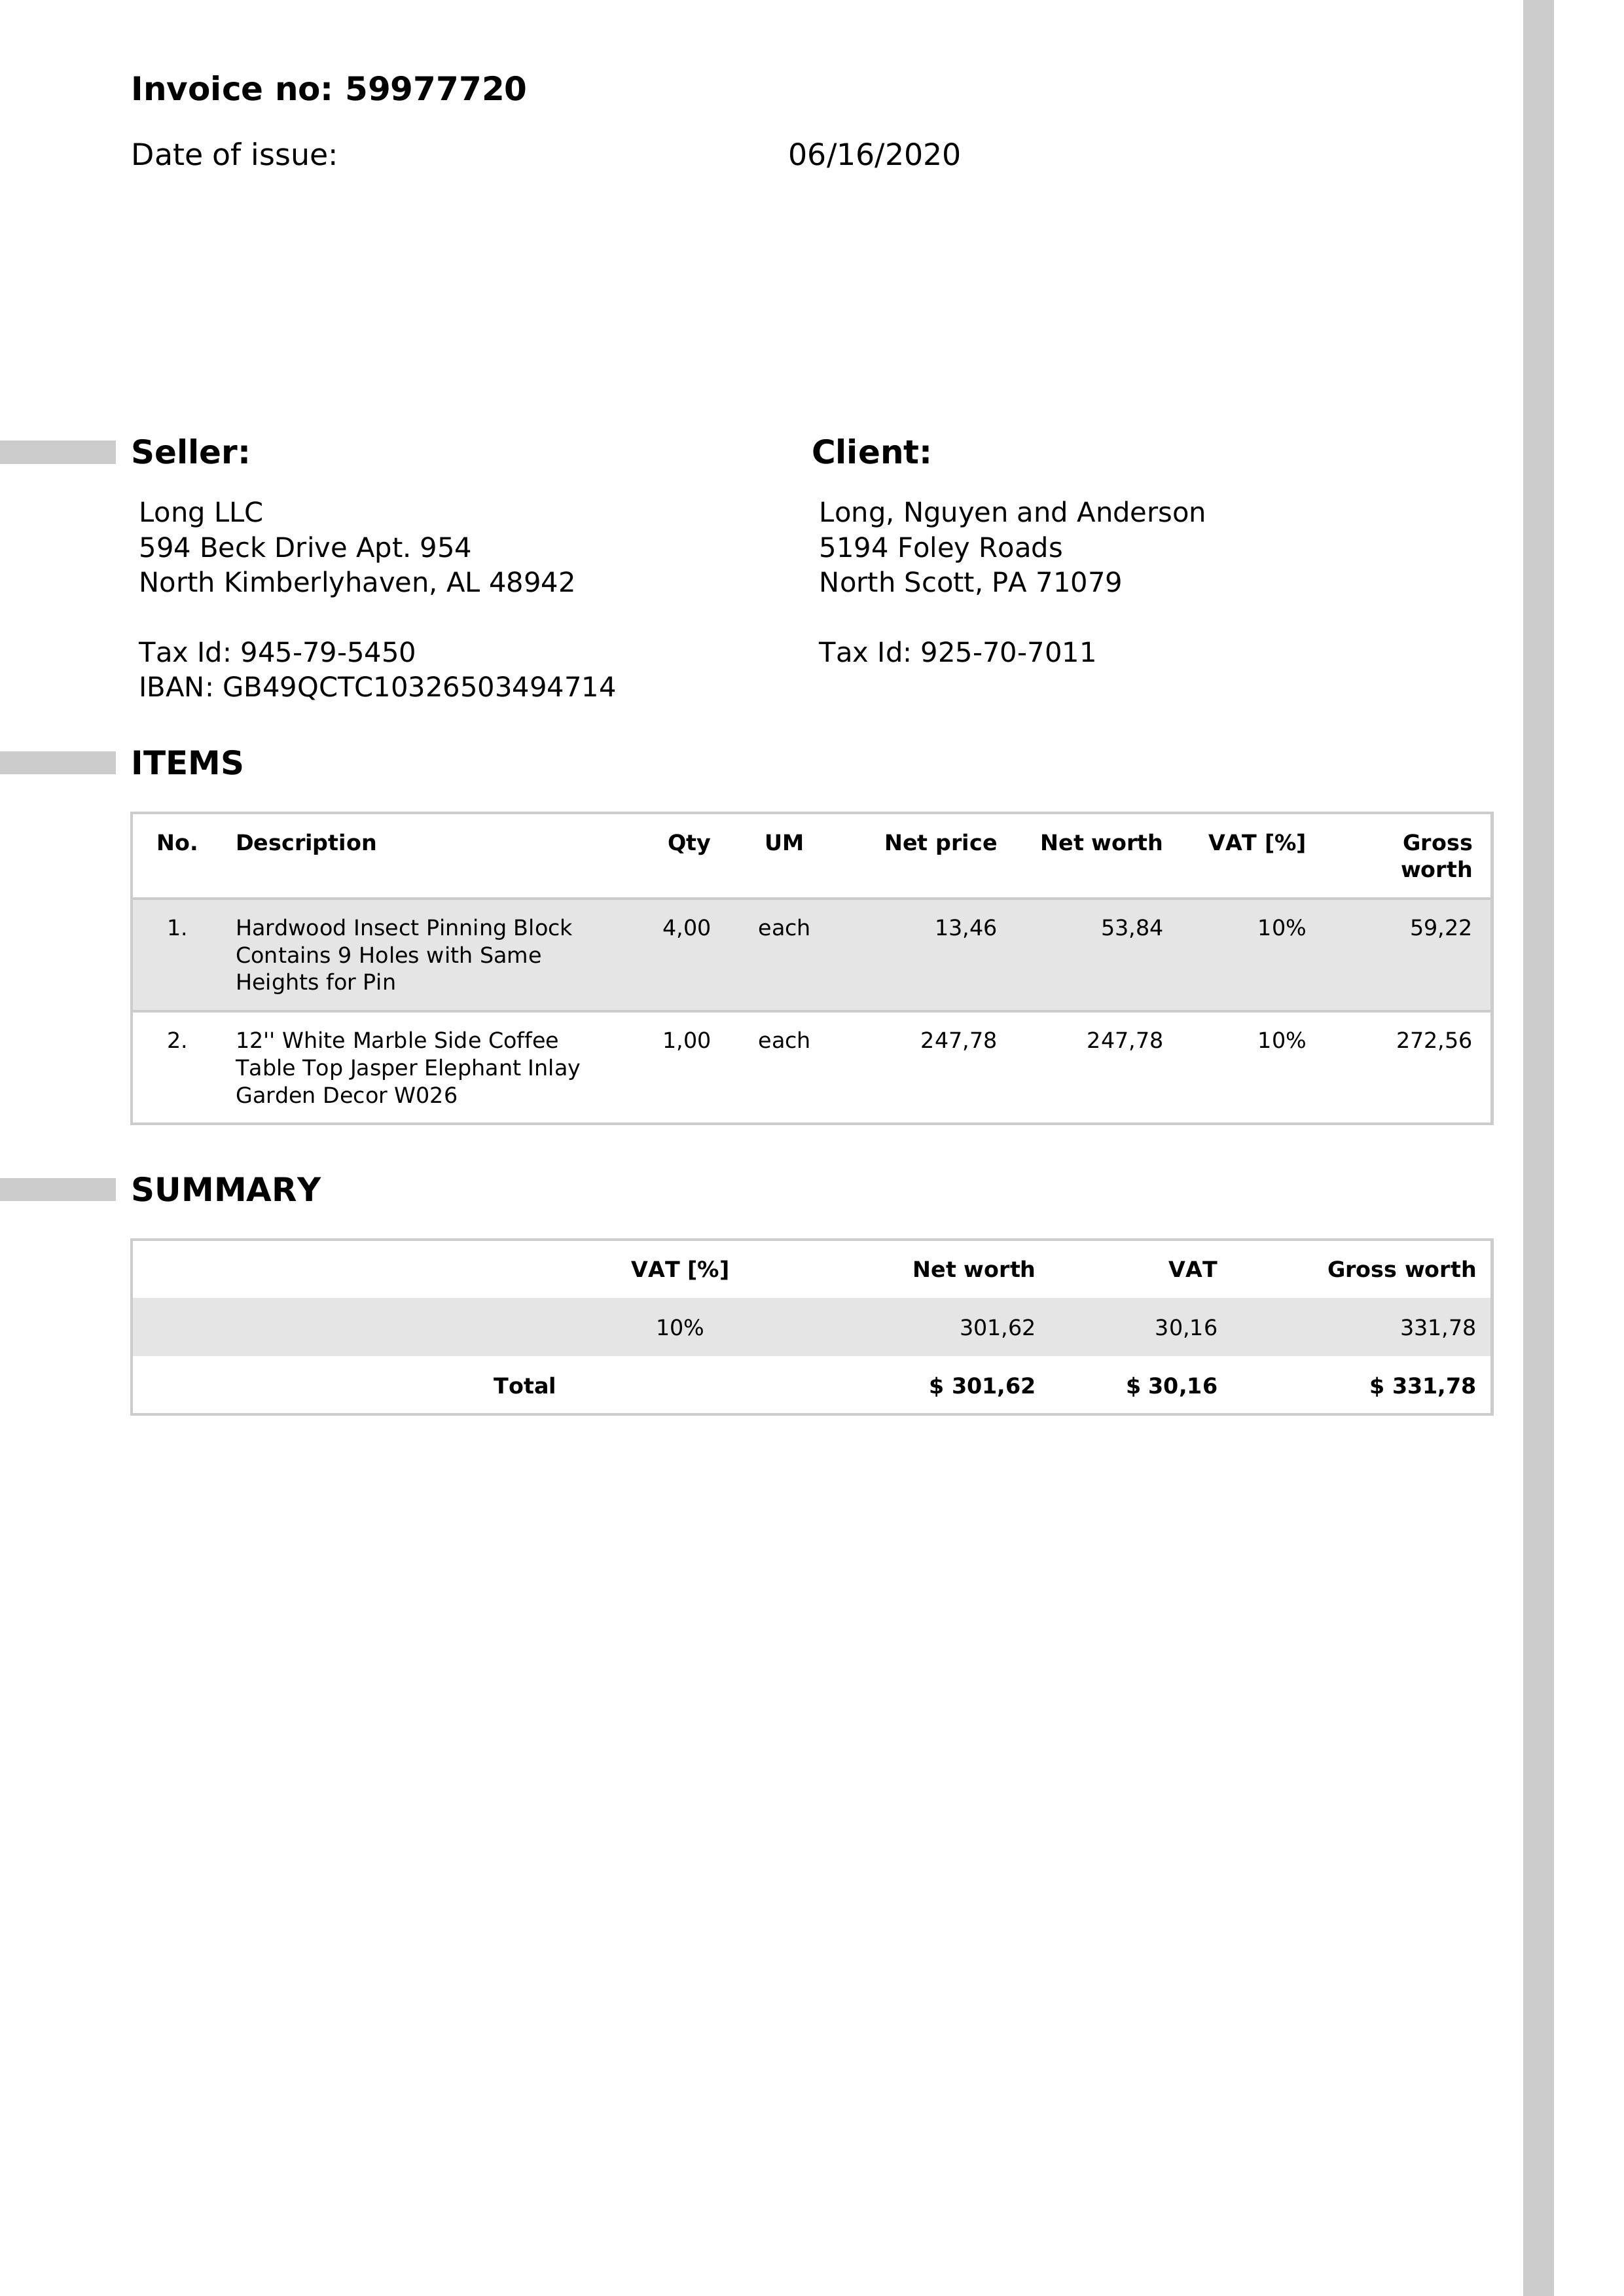 Invoice no: 59977720
Date of issue: 06/16/2020
Seller:
Long LLC
594 Beck Drive Apt. 954
North Kimberlyhaven, AL 48942
Tax Id: 945-79-5450
IBAN: GB49QCTC10326503494714
Client:
Long, Nguyen and Anderson
5194 Foley Roads
North Scott, PA 71079
Tax Id: 925-70-7011
ITEMS
No. Description Qty UM Net price Net worth VAT [%] Gross
worth
1. Hardwood Insect Pinning Block 4,00 each 13,46 53,84 10% 59,22
Contains 9 Holes with Same
Heights for Pin
2. 12'' White Marble Side Coffee 1,00 each 247,78 247,78 10% 272,56
Table Top Jasper Elephant Inlay
Garden Decor W026
SUMMARY
VAT [%] Net worth VAT Gross worth
10% 301,62 30,16 331,78
Total $ 301,62 $ 30,16 $ 331,78